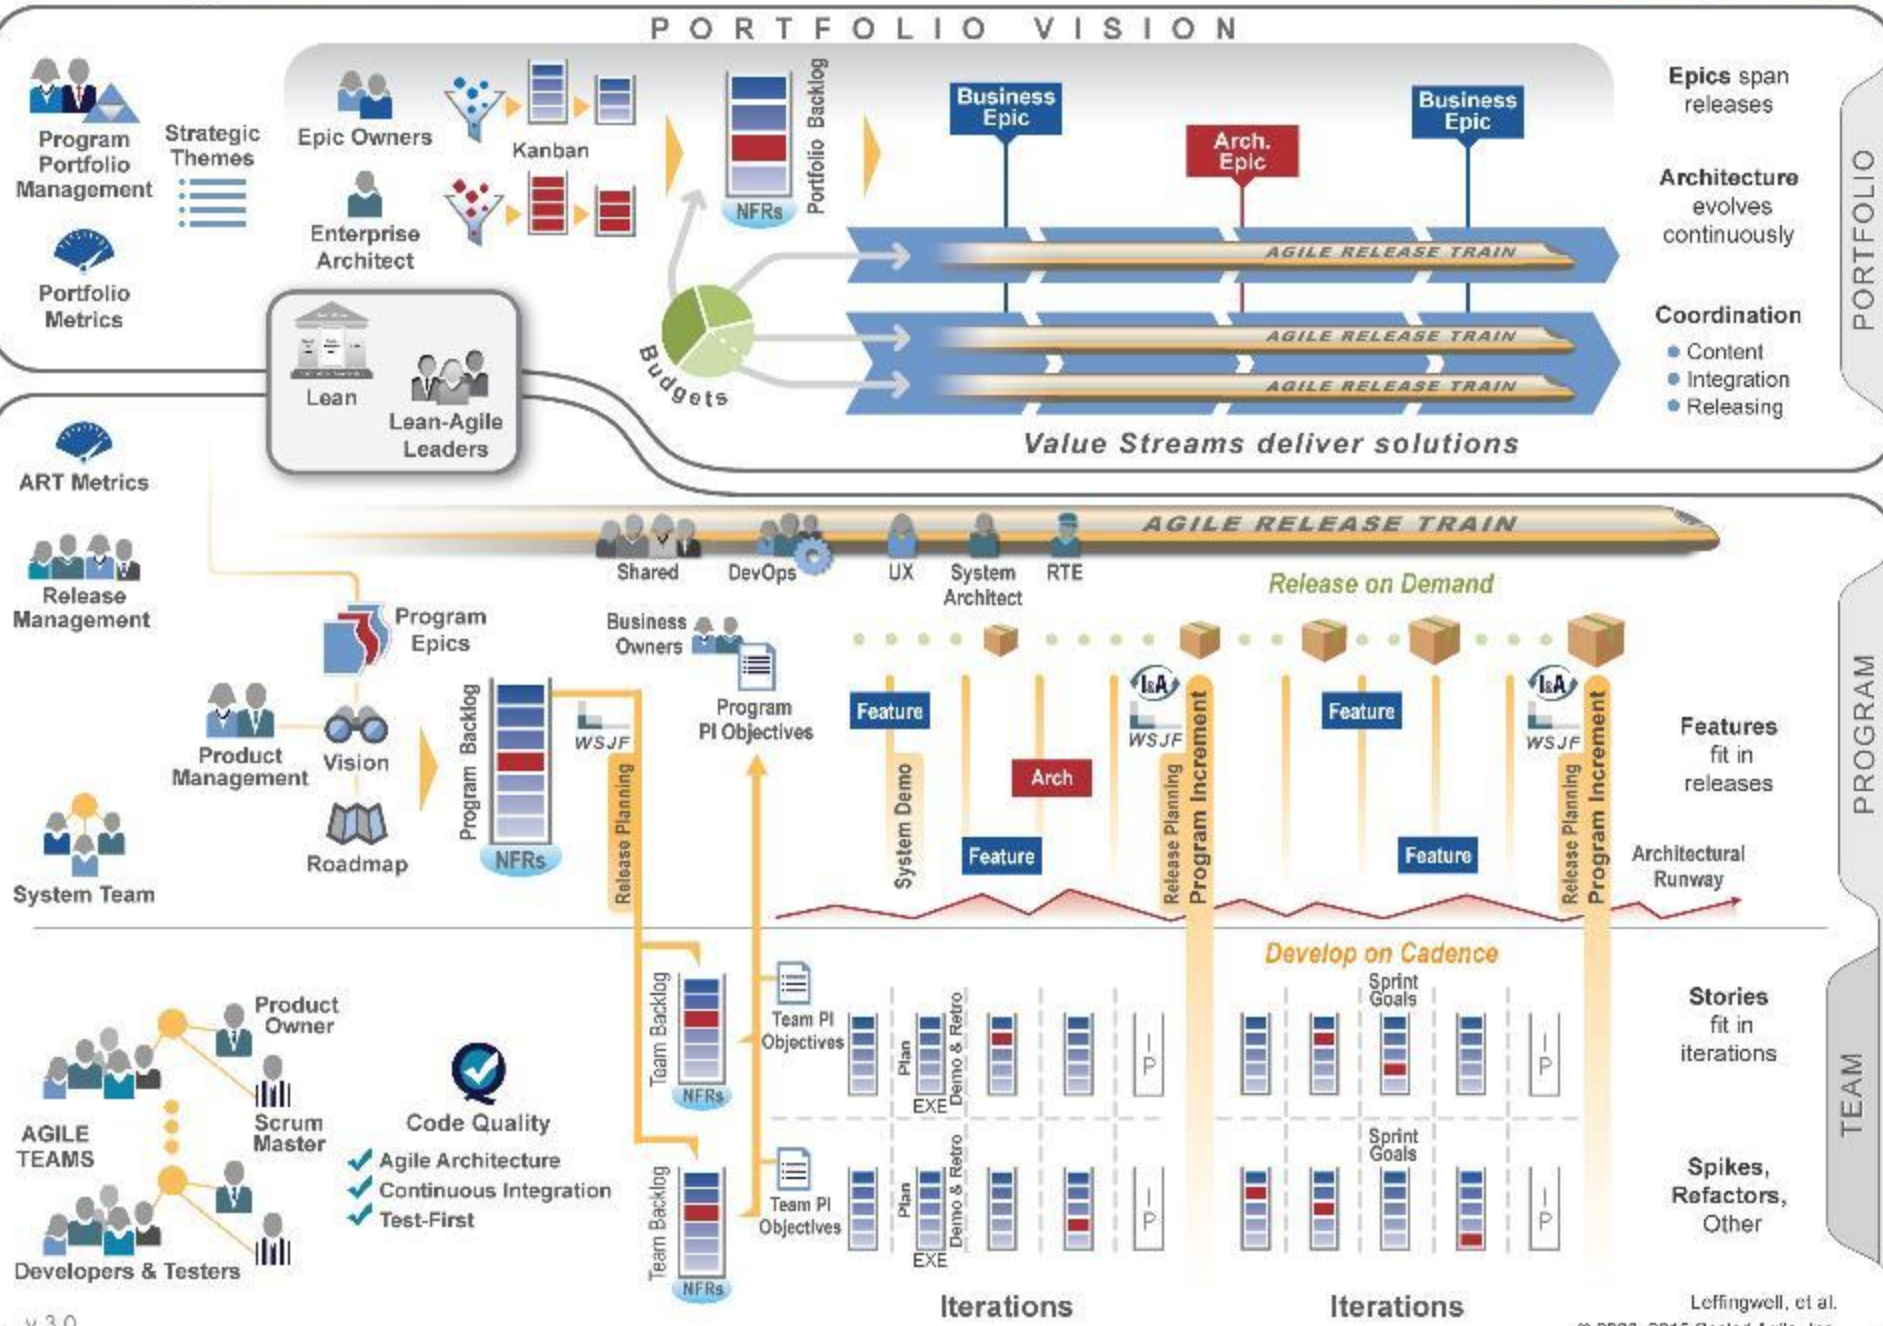 PORTFOLIO VISION
Program
Portfolio
Management
Strategic
Themes
Portfolio
Metrics
Epic Owners
Kanban
Enterprise
Architect
Portfolio Backlog
NFRs
Business
Epic
Arch.
Epic
Business
Epic
AGILE RELEASE TRAIN
AGILE RELEASE TRAIN
AGILE RELEASE TRAIN
Budgets
Value Streams deliver solutions
Epics span
releases
Architecture
evolves
continuously
Coordination
Content
Integration
Releasing
PORTFOLIO
Lean
Lean-Agile
Leaders
ART Metrics
Release
Management
AGILE RELEASE TRAIN
Shared
DevOps
UX
System
Architect
RTE
Release on Demand
Program
Epics
Product
Management
Vision
Roadmap
System Team
Program Backlog
NFRs
WSJF
Release Planning
Business
Owners
Program
PI Objectives
Feature
System Demo
Feature
Arch
I&A
WSJF
Release Planning
Program Increment
Feature
Feature
I&A
WSJF
Release Planning
Program Increment
Features
fit in
releases
Architectural
Runway
PROGRAM
Develop on Cadence
AGILE
TEAMS
Product
Owner
Scrum
Master
Developers & Testers
Code Quality
Agile Architecture
Continuous Integration
Test-First
Team Backlog
NFRs
Team PI
Objectives
Plan
EXE
Demo & Retro
I
P
Sprint
Goals
I
P
Team Backlog
NFRs
Team PI
Objectives
Plan
EXE
Demo & Retro
I
P
Sprint
Goals
I
P
Stories
fit in
iterations
Spikes,
Refactors,
Other
TEAM
Iterations
Iterations
Leffingwell, et al.
v 3.0